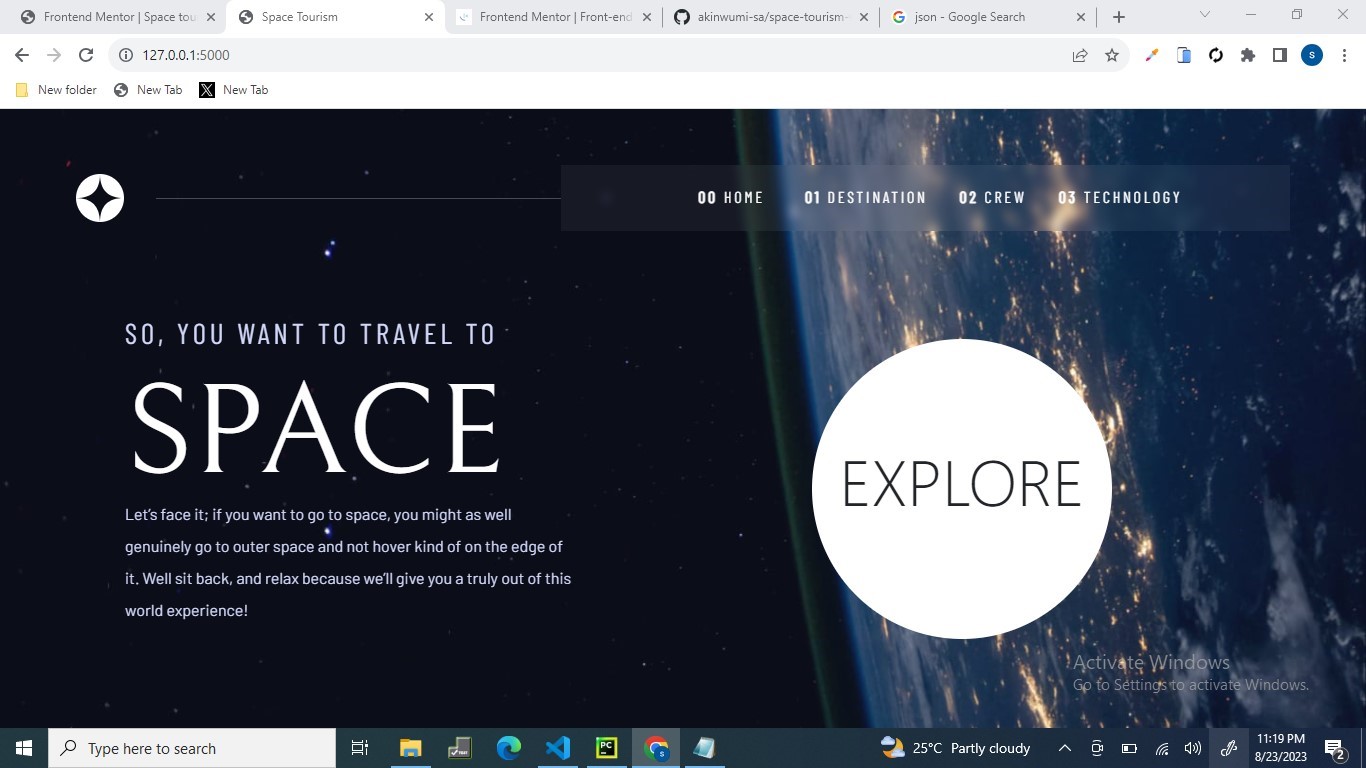 Frontend Mentor | Space tou
Space Tourism
Frontend Mentor | Front-end
akinwumi-sa/space-tourism-
json - Google Search
127.0.0.1:5000
S
New folder
New Tab
New Tab
00 HOME
01 DESTINATION
02 CREW
03 TECHNOLOGY
SO, YOU WANT TO TRAVEL TO
SPACE
Let’s face it; if you want to go to space, you might as well
genuinely go to outer space and not hover kind of on the edge of
it. Well sit back, and relax because we’ll give you a truly out of this
world experience!
EXPLORE
Activate Windows
Go to Settings to activate Windows.
Type here to search
PC
S
25°C Partly cloudy
11:19 PM
8/23/2023
2